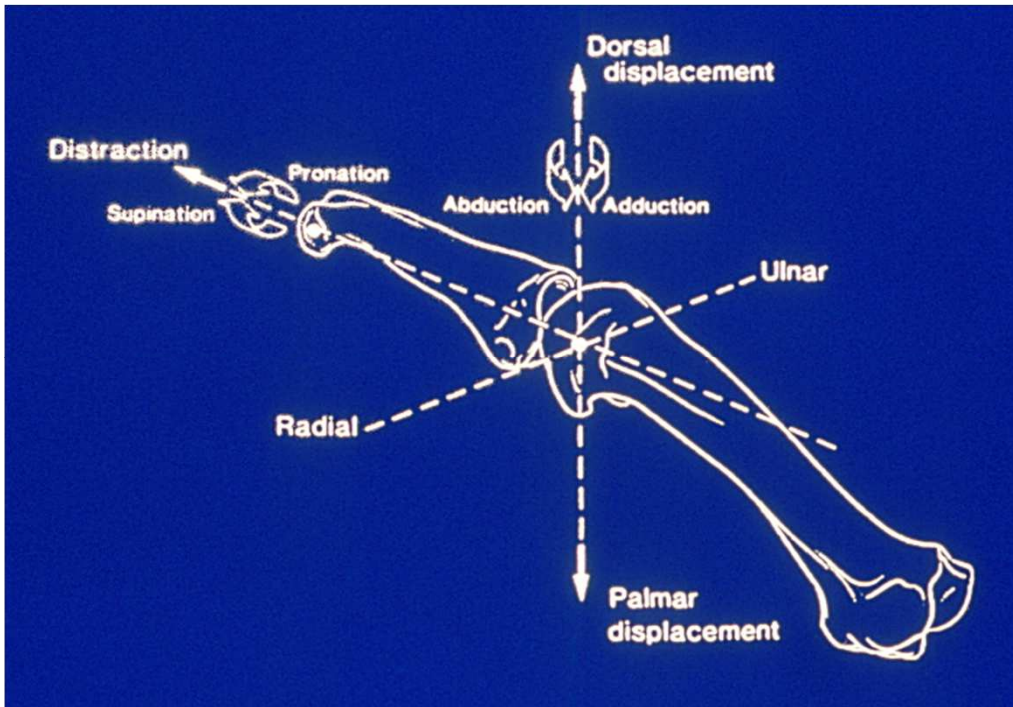 Dorsal
displacement
Distraction
Pronation
Supination
Abduction
Adduction
Ulnar
Radial
Palmar
displacement